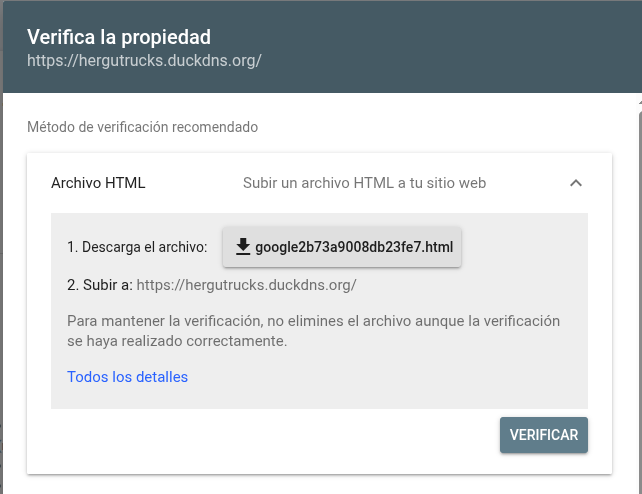 Verifica la propiedad
https://hergutrucks.duckdns.org/
Método de verificación recomendado
Archivo HTML Subir un archivo HTML a tu sitio web
1. Descarga el archivo: google2b73a9008db23fe7.html
2. Subir a: https://hergutrucks.duckdns.org/
Para mantener la verificación, no elimines el archivo aunque la verificación
se haya realizado correctamente.
Todos los detalles
VERIFICAR